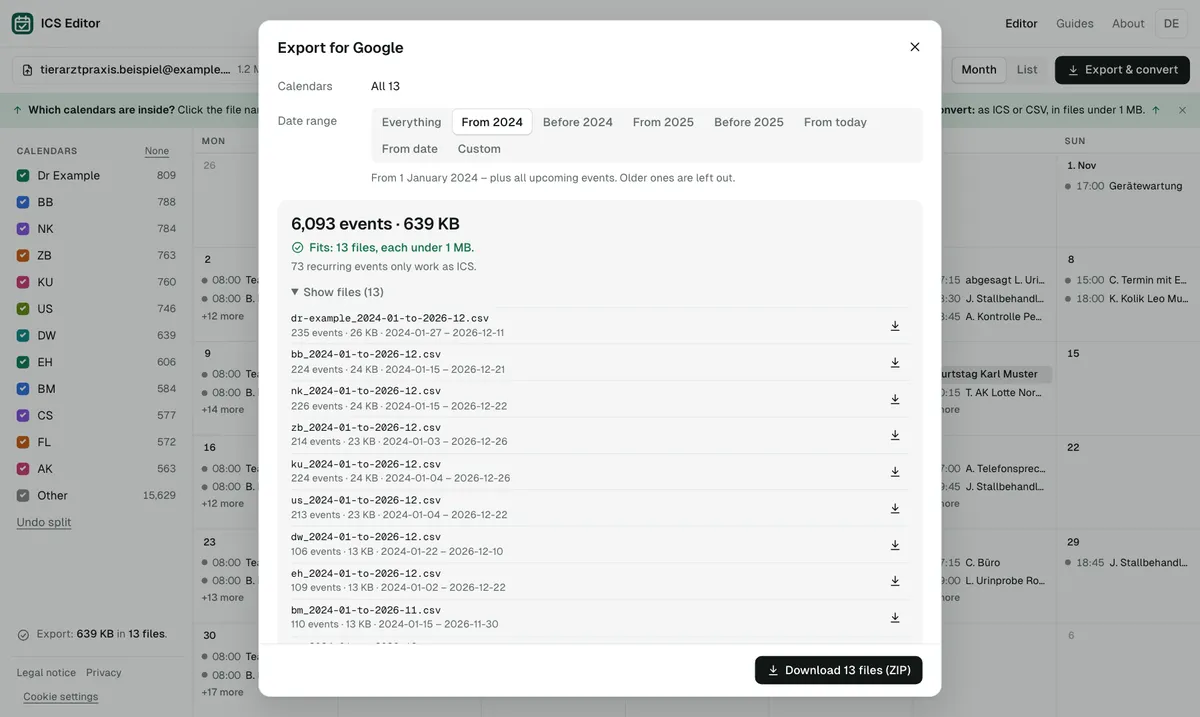 ICS Editor
Editor Guides About DE
tierarztpraxis.beispiel@example.... 1.2 M
Month List Export & convert
Which calendars are inside? Click the file na
onvert: as ICS or CSV, in files under 1 MB.
CALENDARS None
Dr Example 809
BB 788
NK 784
ZB 763
KU 760
US 746
DW 639
EH 606
BM 584
CS 577
FL 572
AK 563
Other 15,629
Undo split
Export: 639 KB in 13 files.
Legal notice Privacy
Cookie settings
MON
26
2
08:00 Te
08:00 B.
+12 more
9
08:00 Te
08:00 B.
+14 more
16
08:00 Te
08:00 B.
+12 more
23
08:00 Te
08:00 B.
+13 more
30
08:00 Te
08:00 B.
+17 more
Export for Google
Calendars All 13
Date range
Everything From 2024 Before 2024 From 2025 Before 2025 From today
From date Custom
From 1 January 2024 – plus all upcoming events. Older ones are left out.
6,093 events · 639 KB
Fits: 13 files, each under 1 MB.
73 recurring events only work as ICS.
Show files (13)
dr-example_2024-01-to-2026-12.csv
235 events · 26 KB · 2024-01-27 – 2026-12-11
bb_2024-01-to-2026-12.csv
224 events · 24 KB · 2024-01-15 – 2026-12-21
nk_2024-01-to-2026-12.csv
226 events · 24 KB · 2024-01-15 – 2026-12-22
zb_2024-01-to-2026-12.csv
214 events · 23 KB · 2024-01-03 – 2026-12-26
ku_2024-01-to-2026-12.csv
224 events · 24 KB · 2024-01-04 – 2026-12-26
us_2024-01-to-2026-12.csv
213 events · 23 KB · 2024-01-04 – 2026-12-22
dw_2024-01-to-2026-12.csv
106 events · 13 KB · 2024-01-22 – 2026-12-10
eh_2024-01-to-2026-12.csv
109 events · 13 KB · 2024-01-02 – 2026-12-22
bm_2024-01-to-2026-11.csv
110 events · 13 KB · 2024-01-15 – 2026-11-30
Download 13 files (ZIP)
7:15 abgesagt L. Uri...
3:30 J. Stallbehandl...
3:45 A. Kontrolle Pe...
urtstag Karl Muster
0:15 T. AK Lotte Nor...
ore
7:00 A. Telefonsprec...
9:45 J. Stallbehandl...
ore
7:15 C. Büro
9:00 L. Urinprobe Ro...
ore
SUN
1. Nov
17:00 Gerätewartung
8
15:00 C. Termin mit E...
18:00 K. Kolik Leo Mu...
15
22
29
18:45 J. Stallbehandl...
6